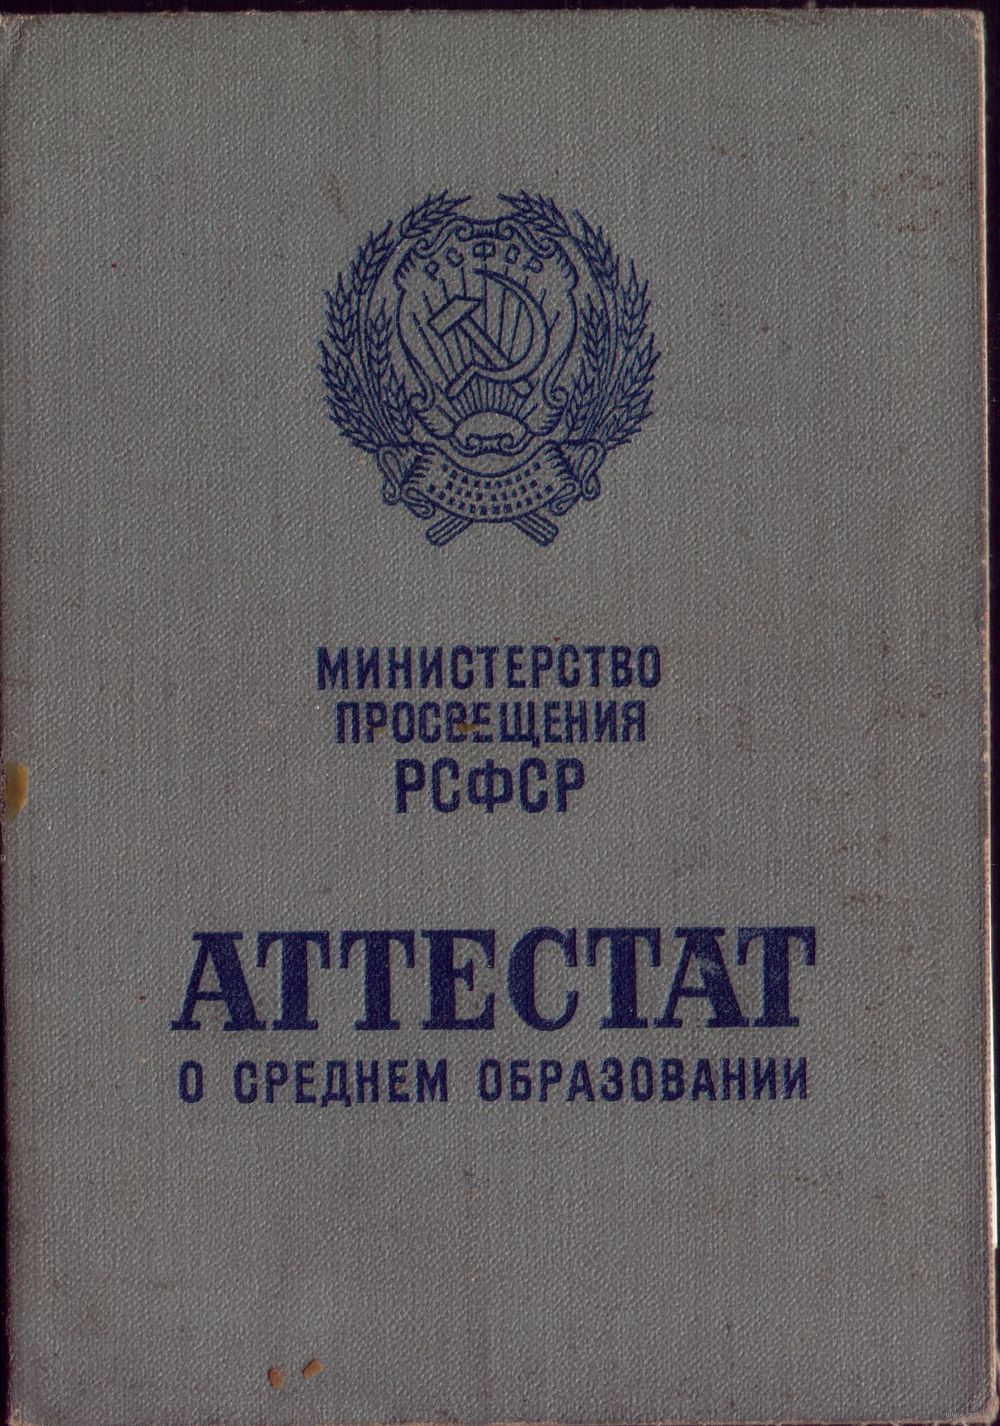 РСФСР
МИНИСТЕРСТВО
ПРОСВЕЩЕНИЯ
РСФСР
АТТЕСТАТ
О СРЕДНЕМ ОБРАЗОВАНИИ